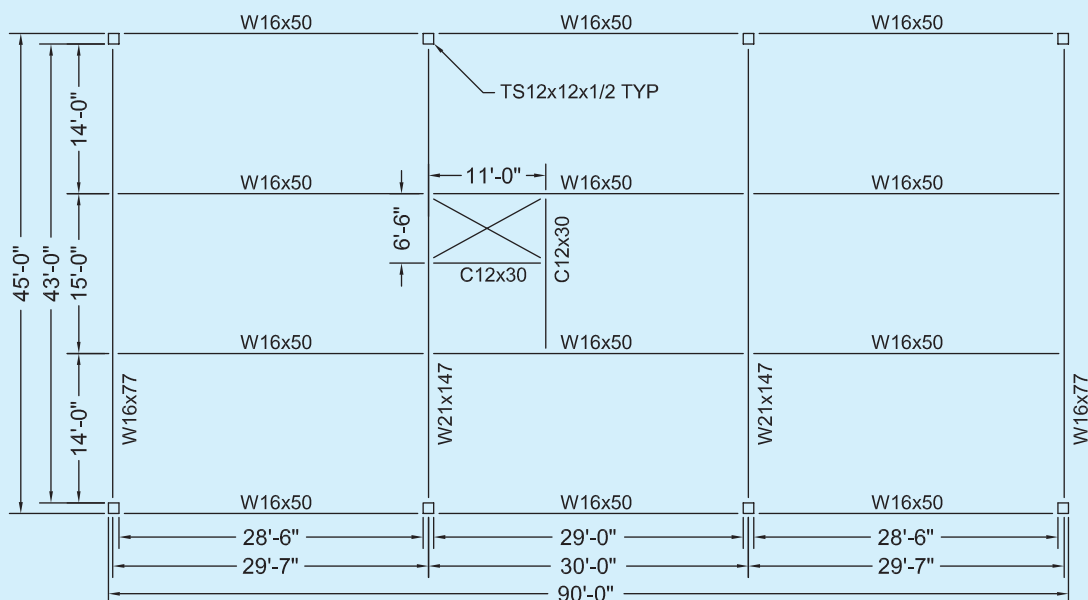 W16x50 W16x50 W16x50
TS12x12x1/2 TYP
14'-0"
11'-0"
W16x50 W16x50 W16x50
6'-6"
C12x30
C12x30
45'-0"
43'-0"
15'-0"
W16x50 W16x50 W16x50
W16x77
W21x147
W21x147
W16x77
14'-0"
W16x50 W16x50 W16x50
28'-6" 29'-0" 28'-6"
29'-7" 30'-0" 29'-7"
90'-0"